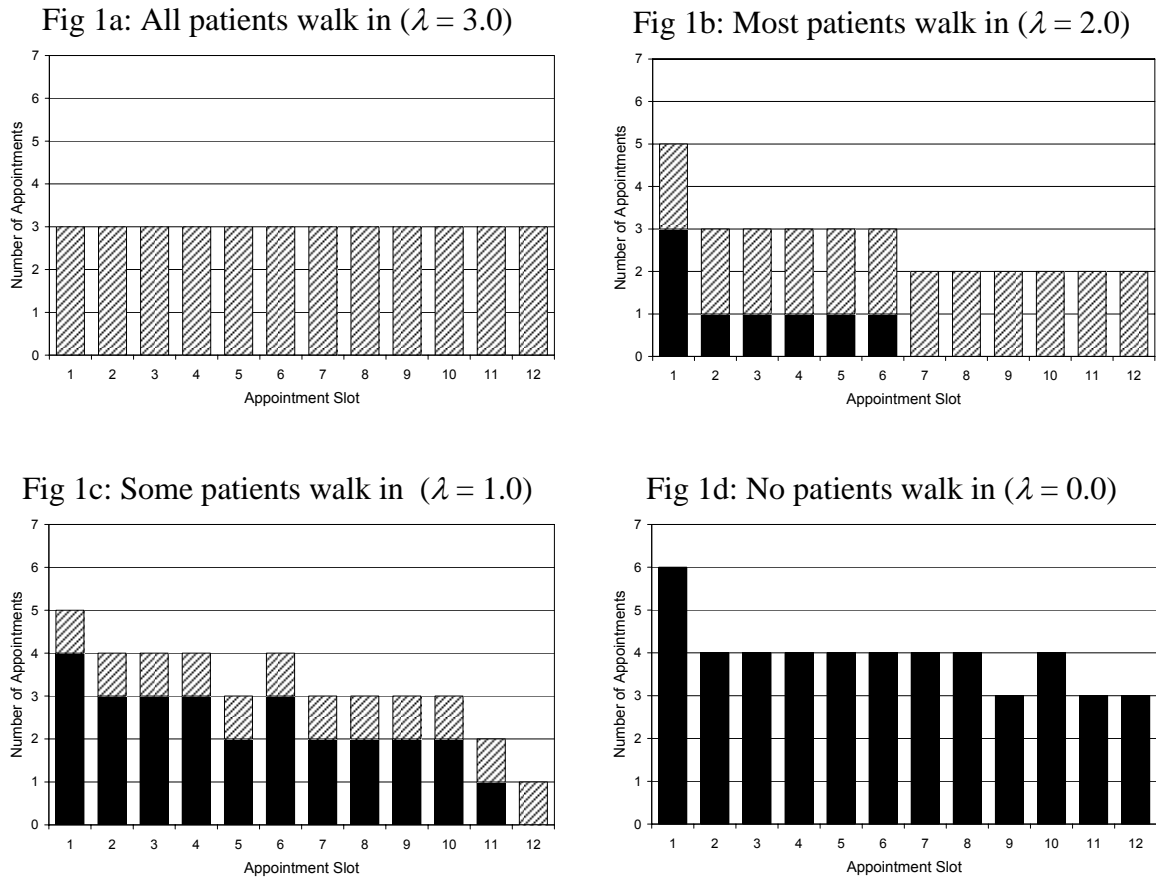 Fig 1a: All patients walk in (λ = 3.0)
7
6
5
4
3
2
1
0
Number of Appointments
1 2 3 4 5 6 7 8 9 10 11 12
Appointment Slot
Fig 1b: Most patients walk in (λ = 2.0)
7
6
5
4
3
2
1
0
Number of Appointments
1 2 3 4 5 6 7 8 9 10 11 12
Appointment Slot
Fig 1c: Some patients walk in (λ = 1.0)
7
6
5
4
3
2
1
0
Number of Appointments
1 2 3 4 5 6 7 8 9 10 11 12
Appointment Slot
Fig 1d: No patients walk in (λ = 0.0)
7
6
5
4
3
2
1
0
Number of Appointments
1 2 3 4 5 6 7 8 9 10 11 12
Appointment Slot